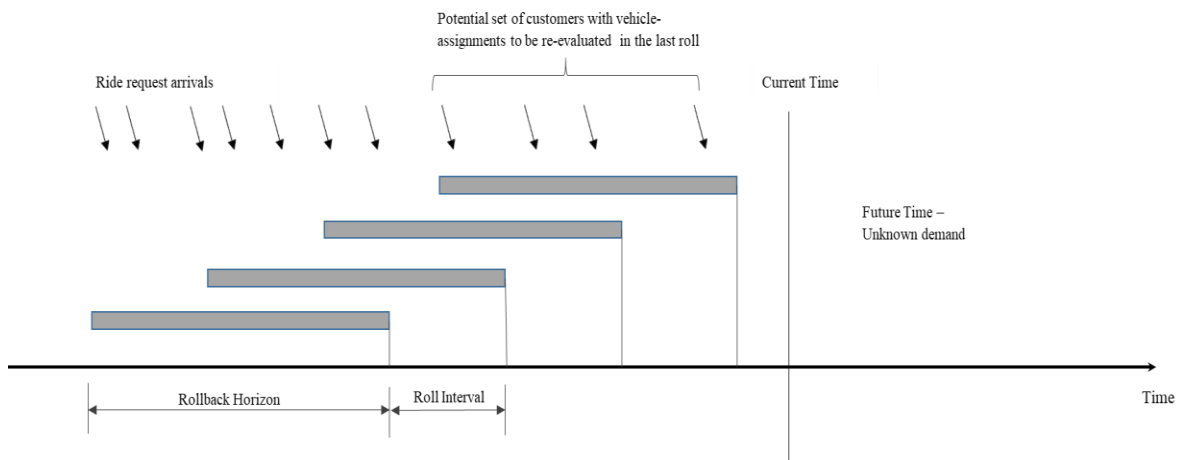 Potential set of customers with vehicle-
assignments to be re-evaluated in the last roll
Ride request arrivals
Current Time
Future Time –
Unknown demand
Rollback Horizon
Roll Interval
Time